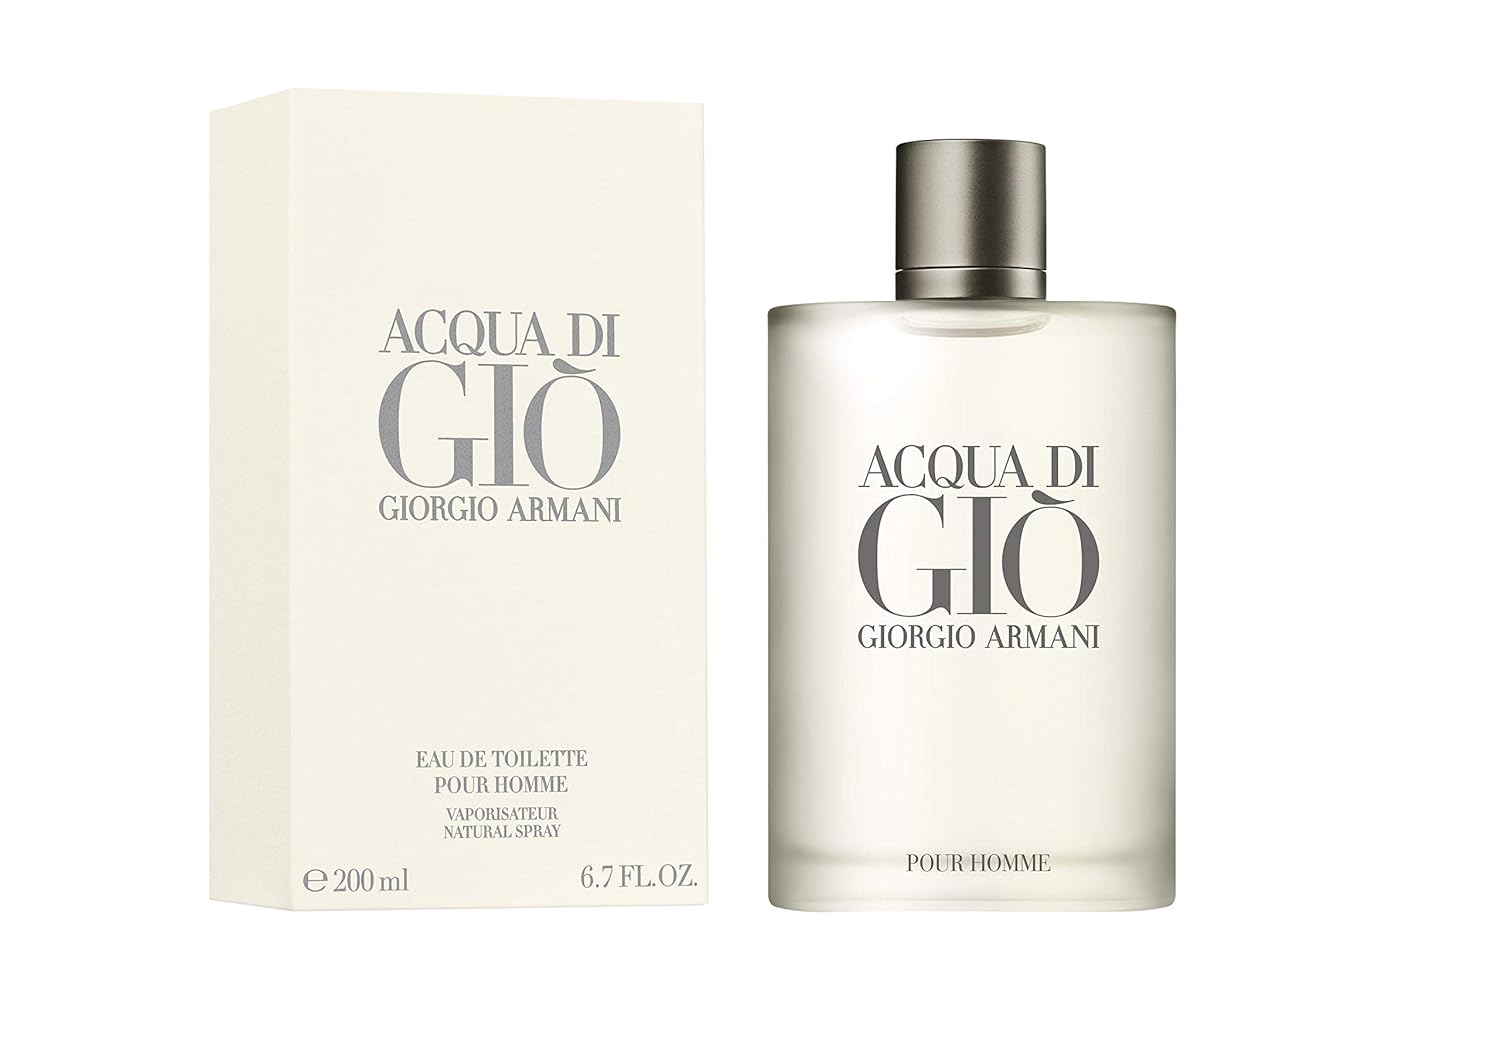 ACQUA DI
GIÒ
GIORGIO ARMANI
EAU DE TOILETTE
POUR HOMME
VAPORISATEUR
NATURAL SPRAY
℮ 200 ml
6.7 FL.OZ.
ACQUA DI
GIÒ
GIORGIO ARMANI
POUR HOMME